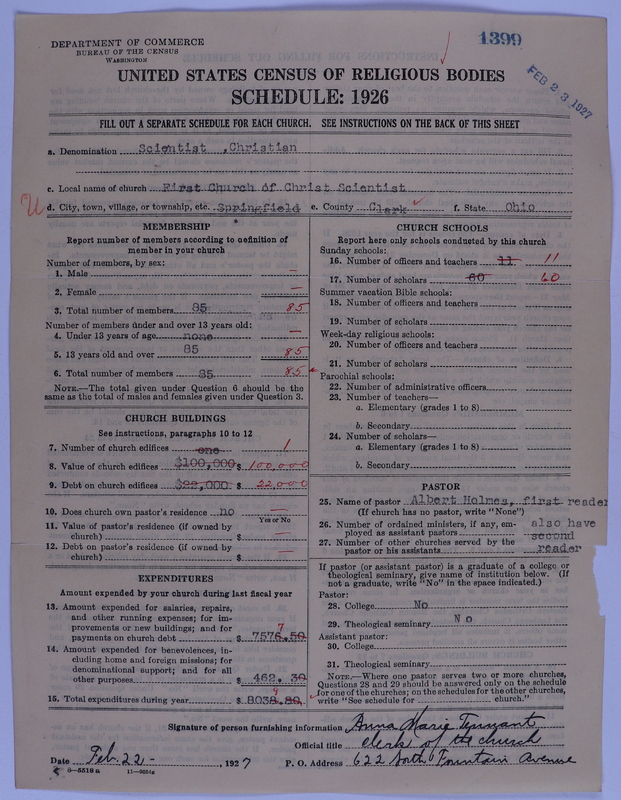 1399
FEB 23 1927
DEPARTMENT OF COMMERCE
BUREAU OF THE CENSUS
WASHINGTON
UNITED STATES CENSUS OF RELIGIOUS BODIES
SCHEDULE: 1926
FILL OUT A SEPARATE SCHEDULE FOR EACH CHURCH. SEE INSTRUCTIONS ON THE BACK OF THIS SHEET
a. Denomination Scientist, Christian
c. Local name of church First Church of Christ Scientist
d. City, town, village, or township, etc. Springfield e. County Clark f. State Ohio
MEMBERSHIP
Report number of members according to definition of
member in your church
Number of members, by sex:
1. Male —
2. Female —
3. Total number of members 85 85
Number of members under and over 13 years old:
4. Under 13 years of age none —
5. 13 years old and over 85 85
6. Total number of members 85 85
NOTE.—The total given under Question 6 should be the
same as the total of males and females given under Question 3.
CHURCH BUILDINGS
See instructions, paragraphs 10 to 12
7. Number of church edifices one 1
8. Value of church edifices $100,000 $ 100,000
9. Debt on church edifices $22,000. $ 22,000
10. Does church own pastor's residence no —
Yes or No
11. Value of pastor's residence (if owned by
church) $ —
12. Debt on pastor's residence (if owned by
church) $ —
EXPENDITURES
Amount expended by your church during last fiscal year
13. Amount expended for salaries, repairs,
and other running expenses; for im-
provements or new buildings; and for
payments on church debt $ 7576.50 7
14. Amount expended for benevolences, in-
cluding home and foreign missions; for
denominational support; and for all
other purposes $ 462.30
15. Total expenditures during year $ 8038.80 9
CHURCH SCHOOLS
Report here only schools conducted by this church
Sunday schools:
16. Number of officers and teachers 11 11
17. Number of scholars 60 60
Summer vacation Bible schools:
18. Number of officers and teachers
19. Number of scholars
Week-day religious schools:
20. Number of officers and teachers
21. Number of scholars
Parochial schools:
22. Number of administrative officers
23. Number of teachers—
a. Elementary (grades 1 to 8)
b. Secondary
24. Number of scholars—
a. Elementary (grades 1 to 8)
b. Secondary
PASTOR
25. Name of pastor Albert Holmes, first reader
(If church has no pastor, write "None")
26. Number of ordained ministers, if any, em-
ployed as assistant pastors also have
27. Number of other churches served by the second
pastor or his assistants reader
If pastor (or assistant pastor) is a graduate of a college or
theological seminary, give name of institution below. (If
not a graduate, write "No" in the space indicated.)
Pastor:
28. College No
29. Theological seminary No
Assistant pastor:
30. College
31. Theological seminary
NOTE.—Where one pastor serves two or more churches,
Questions 28 and 29 should be answered only on the schedule
for one of the churches; on the schedules for the other churches,
write "See schedule for church."
Signature of person furnishing information Anna Marie Tennant
Official title Clerk of the church
Date Feb. 22 -, 1927 P. O. Address 622 North Fountain Avenue
8—5518a 11—9034